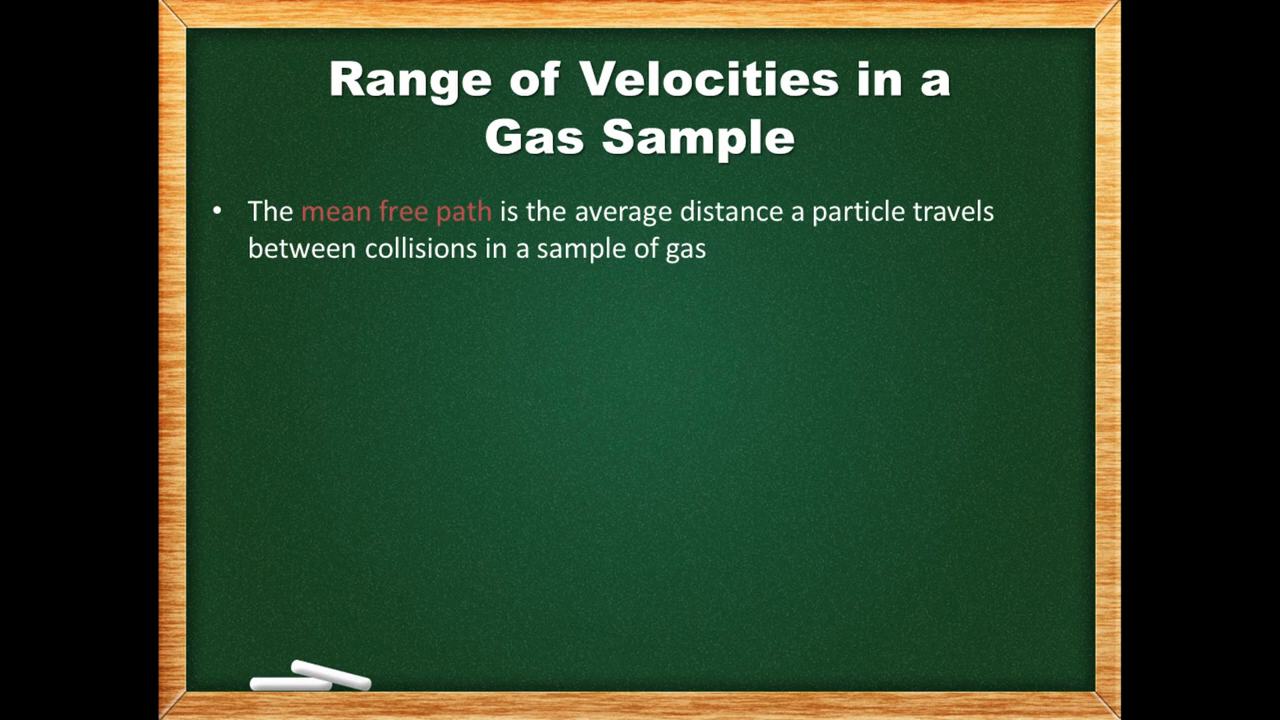 Range of Velocities in a
Gas Sample
• The mean free path is the average distance a particle travels
between collisions in a sample of gas